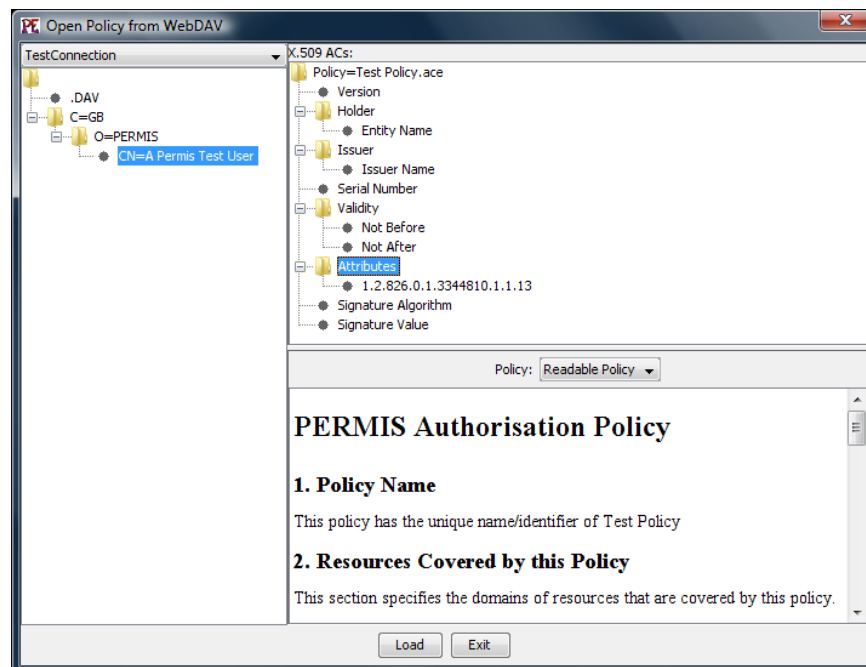 PE Open Policy from WebDAV
TestConnection
.DAV
C=GB
O=PERMIS
CN=A Permis Test User
X.509 ACs:
Policy=Test Policy.ace
Version
Holder
Entity Name
Issuer
Issuer Name
Serial Number
Validity
Not Before
Not After
Attributes
1.2.826.0.1.3344810.1.1.13
Signature Algorithm
Signature Value
Policy: Readable Policy
PERMIS Authorisation Policy
1. Policy Name
This policy has the unique name/identifier of Test Policy
2. Resources Covered by this Policy
This section specifies the domains of resources that are covered by this policy.
Load Exit